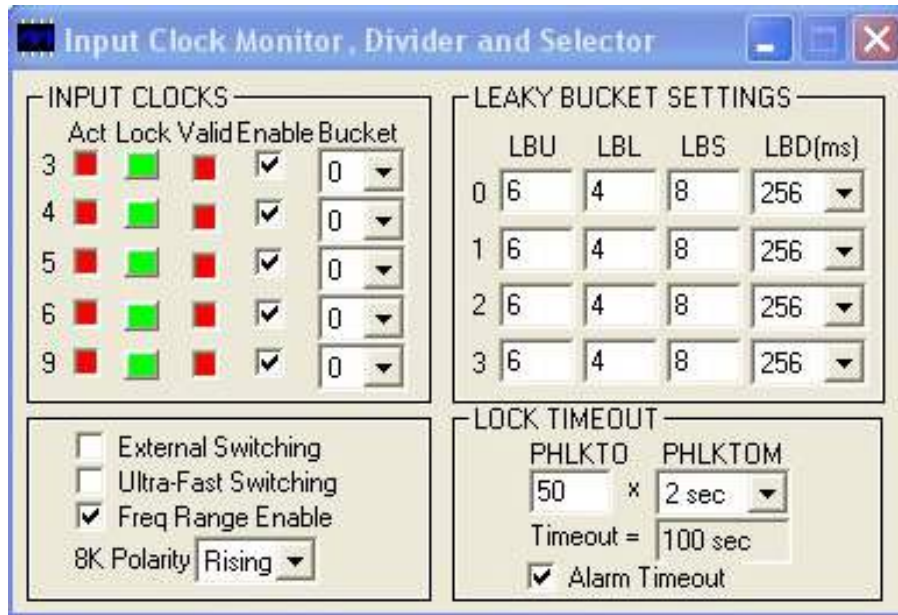 Input Clock Monitor, Divider and Selector
INPUT CLOCKS
Act Lock Valid Enable Bucket
3 0
4 0
5 0
6 0
9 0
LEAKY BUCKET SETTINGS
LBU LBL LBS LBD(ms)
0 6 4 8 256
1 6 4 8 256
2 6 4 8 256
3 6 4 8 256
External Switching
Ultra-Fast Switching
Freq Range Enable
8K Polarity Rising
LOCK TIMEOUT
PHLKTO PHLKTOM
50 x 2 sec
Timeout = 100 sec
Alarm Timeout